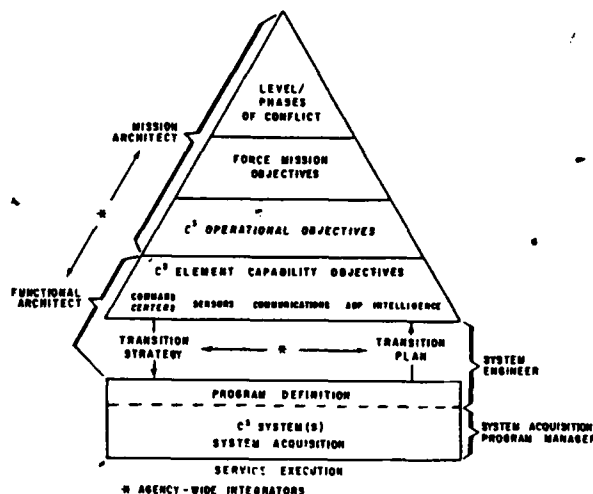 LEVEL/
PHASES
OF CONFLICT
MISSION
ARCHITECT
FORCE MISSION
OBJECTIVES
*
C³ OPERATIONAL OBJECTIVES
FUNCTIONAL
ARCHITECT
C³ ELEMENT CAPABILITY OBJECTIVES
COMMAND
CENTERS SENSORS COMMUNICATIONS ADP INTELLIGENCE
TRANSITION
STRATEGY
*
TRANSITION
PLAN
SYSTEM
ENGINEER
PROGRAM DEFINITION
C³ SYSTEM(S)
SYSTEM ACQUISITION
SYSTEM ACQUISITION
PROGRAM MANAGER
SERVICE EXECUTION
* AGENCY-WIDE INTEGRATORS